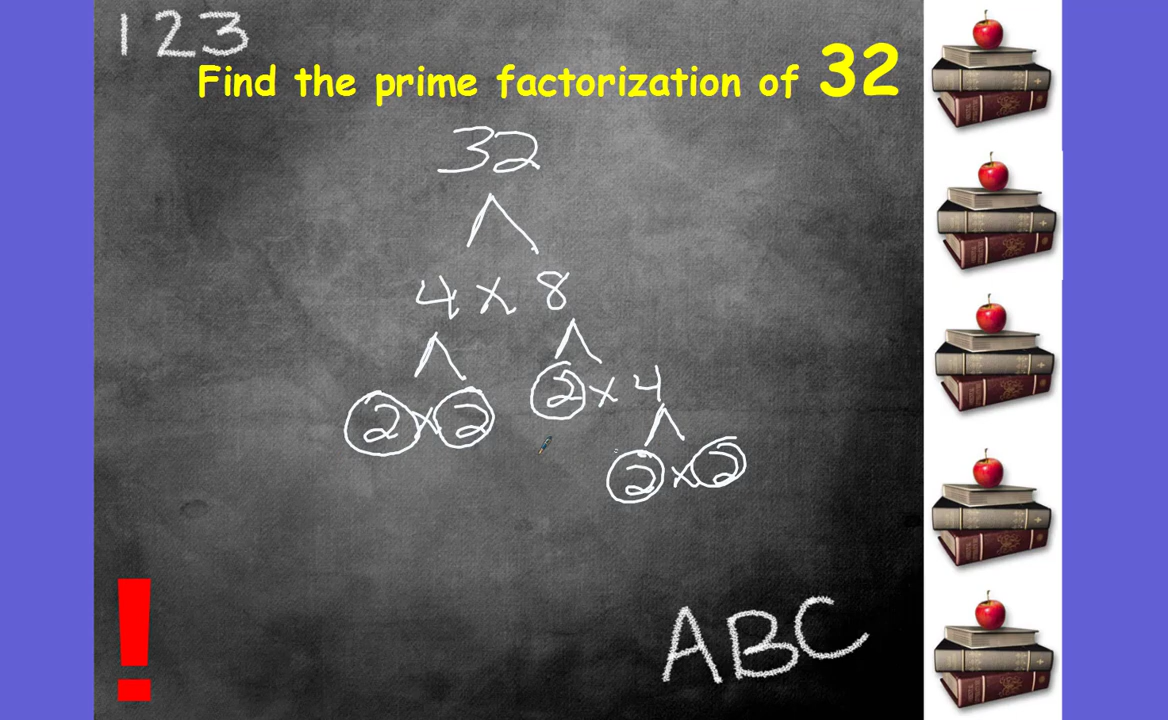 123
Find the prime factorization of 32
32
4 x 8
2 x 2
2 x 4
2 x 2
!
ABC